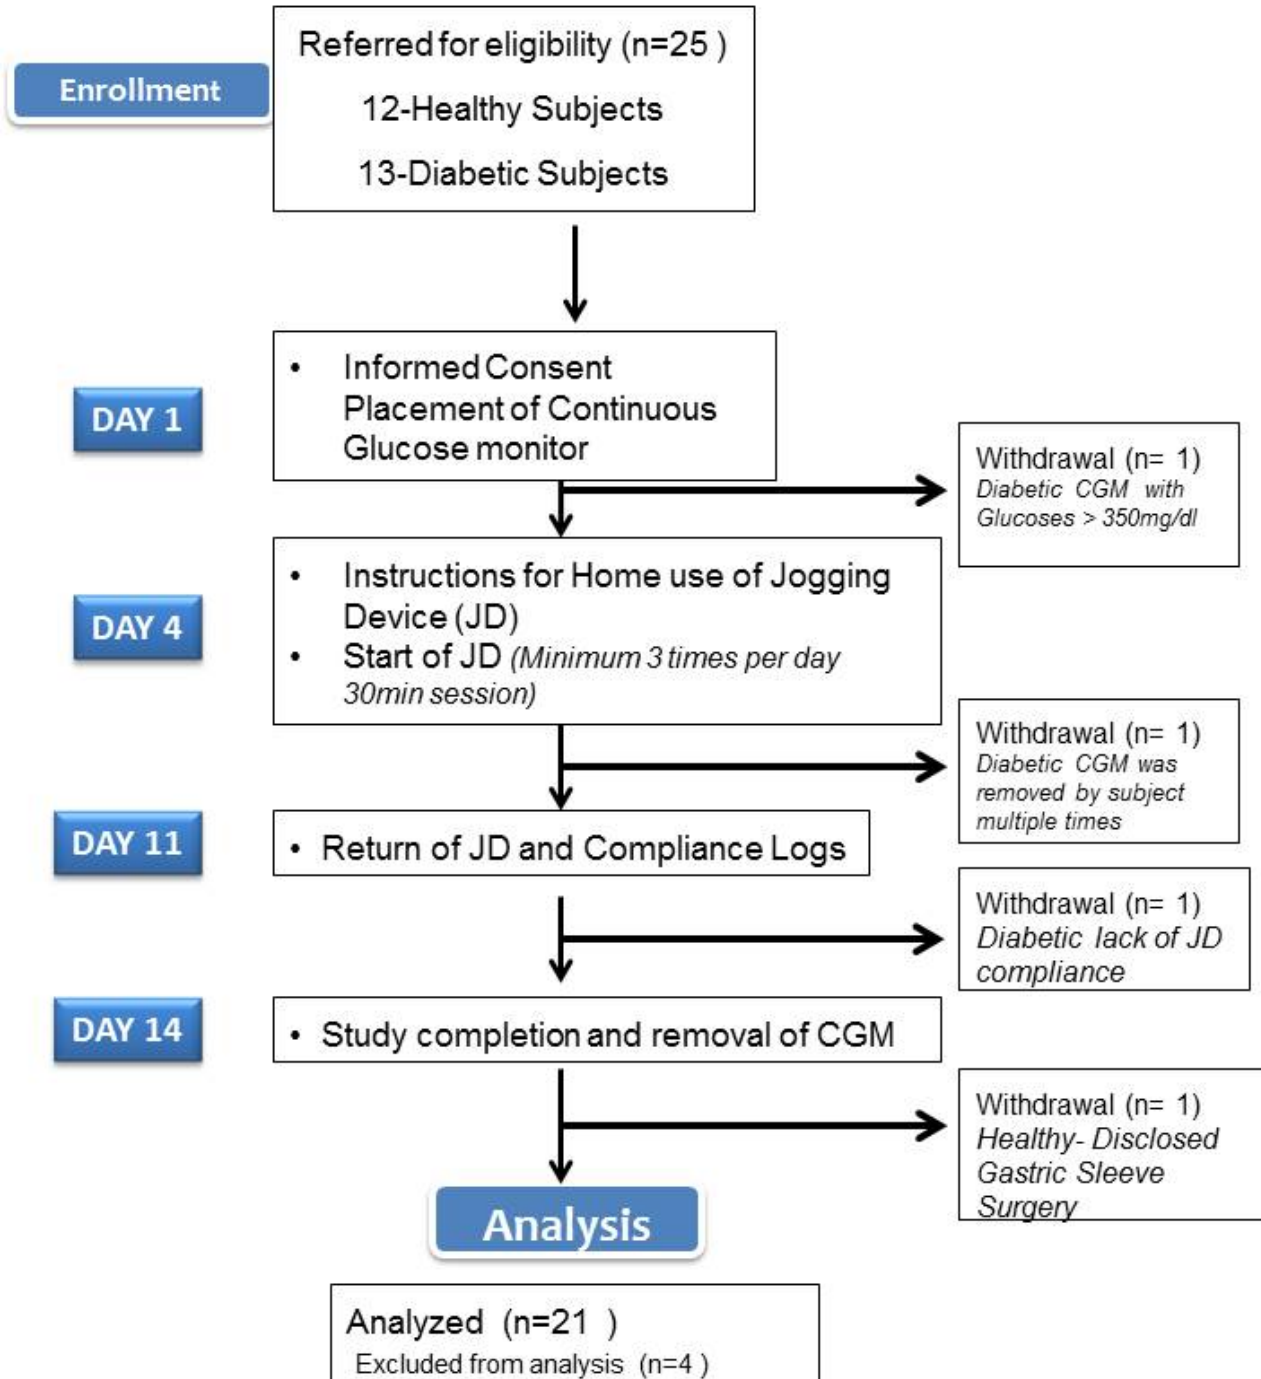 Enrollment
Referred for eligibility (n=25 )
12-Healthy Subjects
13-Diabetic Subjects
DAY 1
• Informed Consent
Placement of Continuous
Glucose monitor
Withdrawal (n= 1)
Diabetic CGM with
Glucoses > 350mg/dl
DAY 4
• Instructions for Home use of Jogging
Device (JD)
• Start of JD (Minimum 3 times per day
30min session)
Withdrawal (n= 1)
Diabetic CGM was
removed by subject
multiple times
DAY 11
• Return of JD and Compliance Logs
Withdrawal (n= 1)
Diabetic lack of JD
compliance
DAY 14
• Study completion and removal of CGM
Withdrawal (n= 1)
Healthy- Disclosed
Gastric Sleeve
Surgery
Analysis
Analyzed (n=21 )
Excluded from analysis (n=4 )